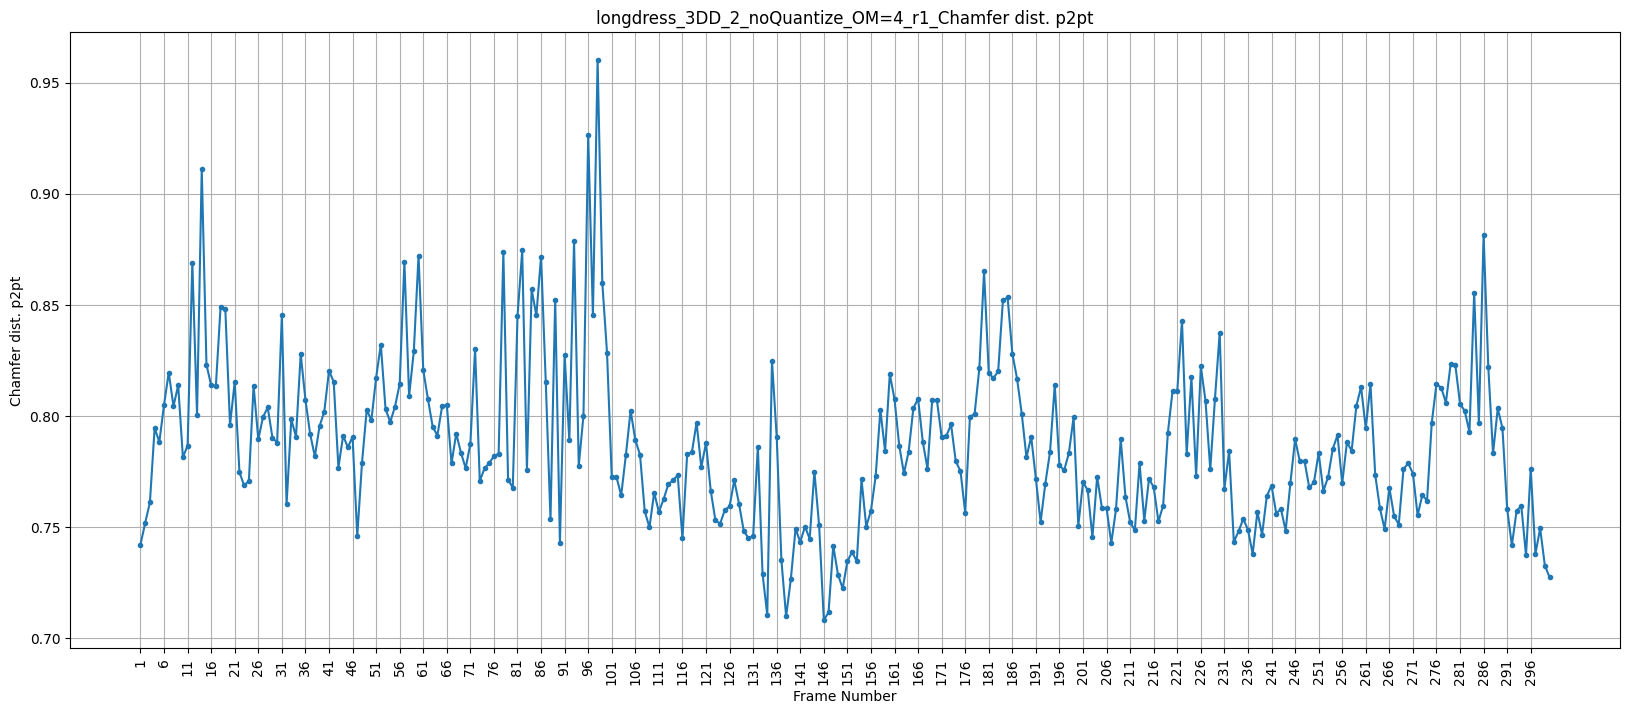 longdress_3DD_2_noQuantize_OM=4_r1_Chamfer dist. p2pt
Chamfer dist. p2pt
0.95
0.90
0.85
0.80
0.75
0.70
1 6 11 16 21 26 31 36 41 46 51 56 61 66 71 76 81 86 91 96 101 106 111 116 121 126 131 136 141 146 151 156 161 166 171 176 181 186 191 196 201 206 211 216 221 226 231 236 241 246 251 256 261 266 271 276 281 286 291 296
Frame Number